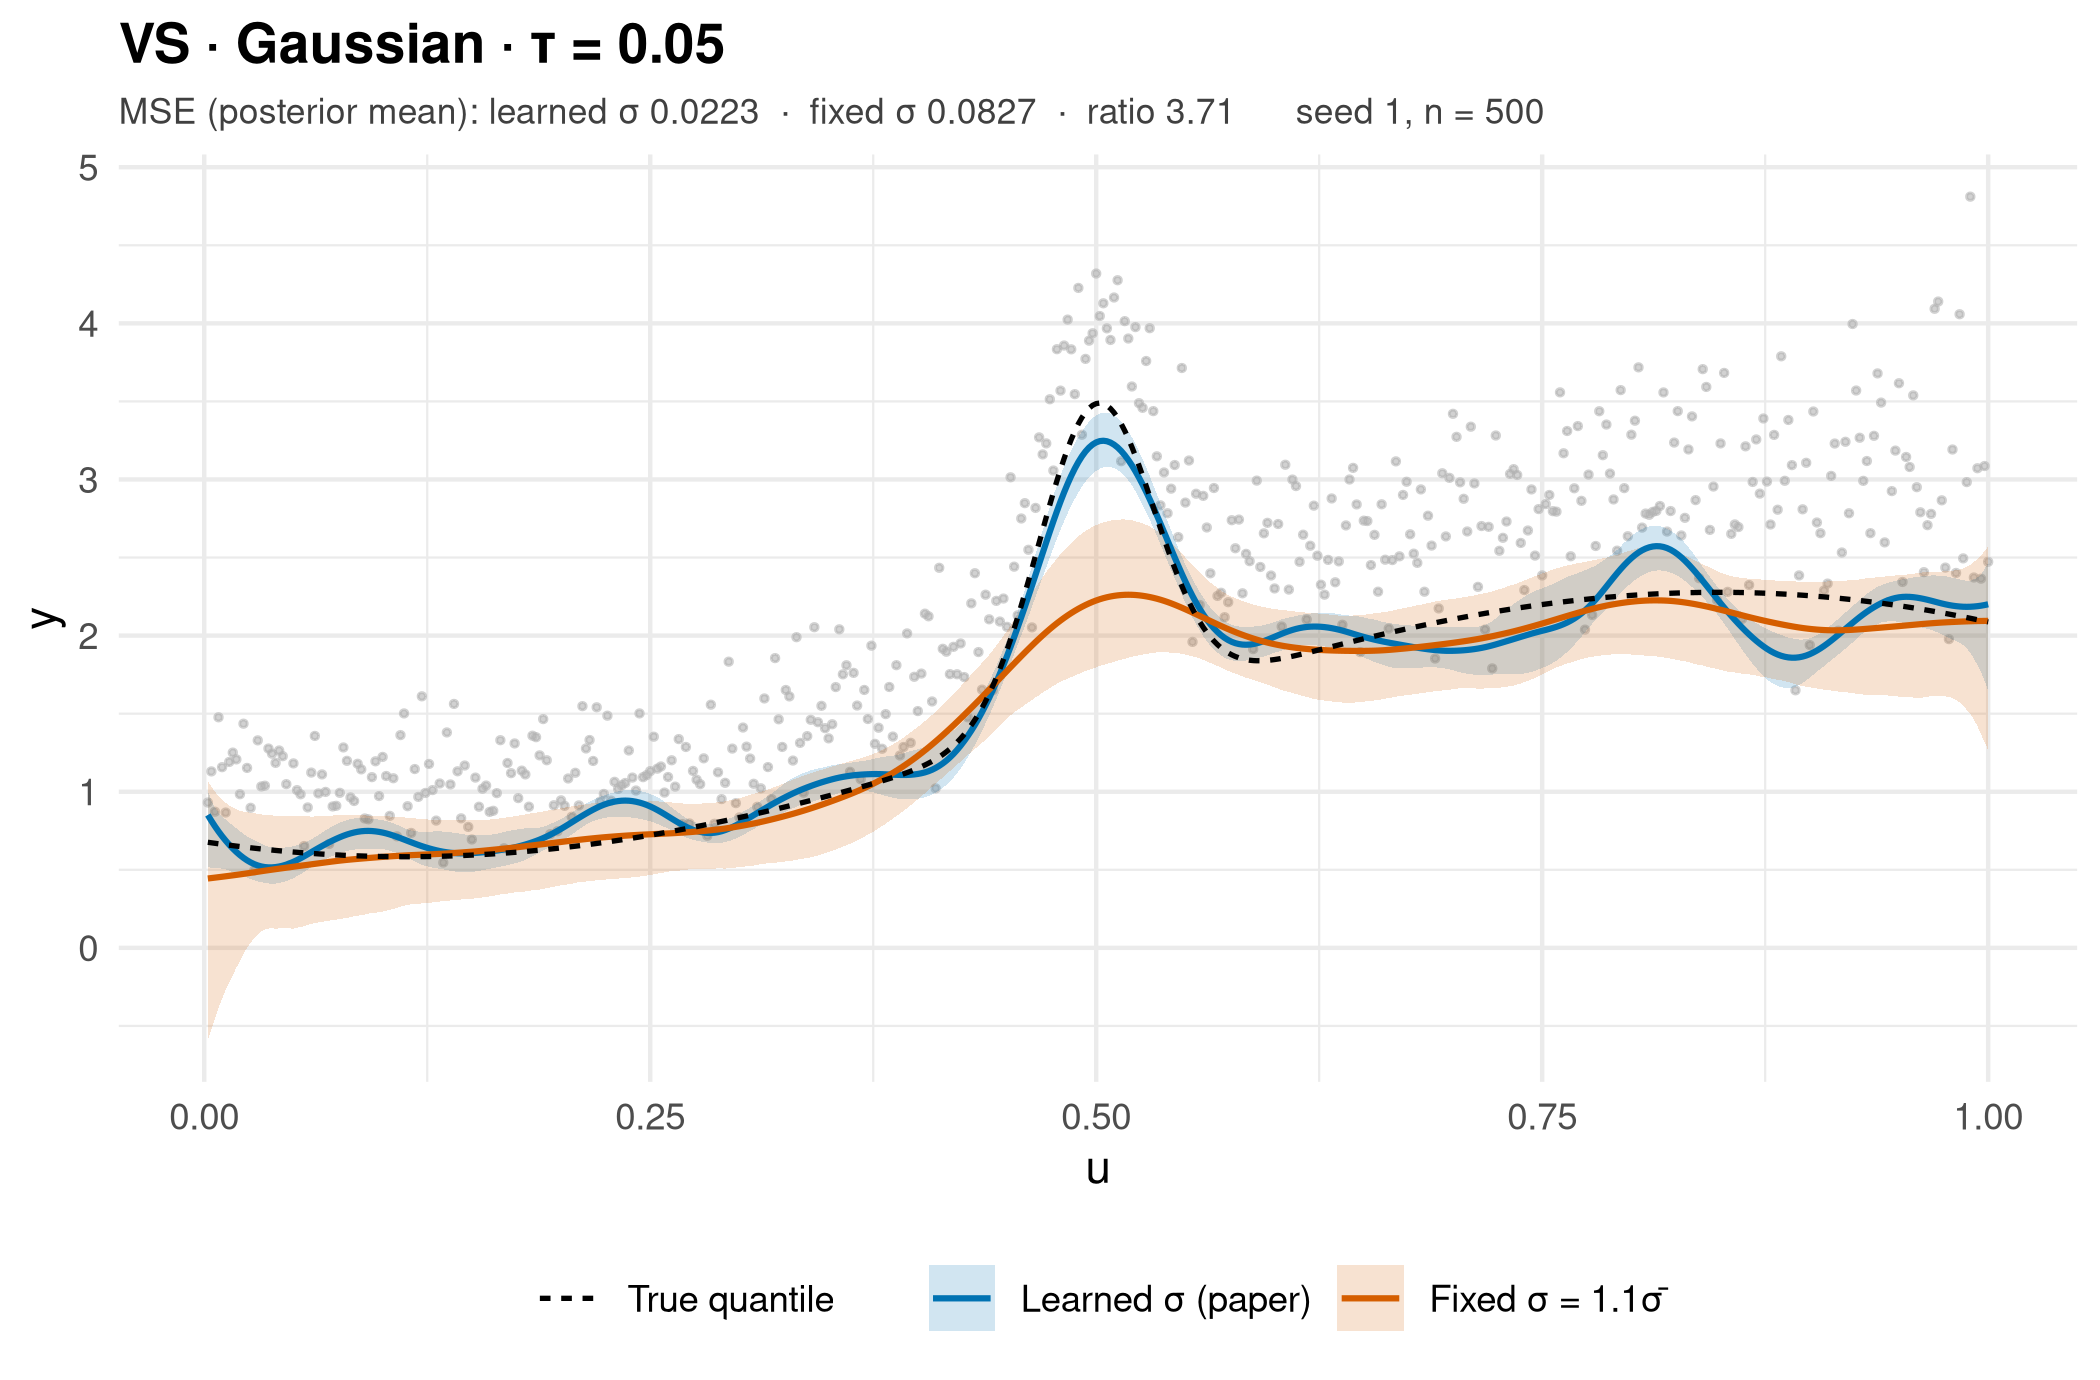 VS · Gaussian · τ = 0.05
MSE (posterior mean): learned σ 0.0223 · fixed σ 0.0827 · ratio 3.71 seed 1, n = 500
5
4
3
2
1
0
y
0.00 0.25 0.50 0.75 1.00
u
True quantile Learned σ (paper) Fixed σ = 1.1σ̄